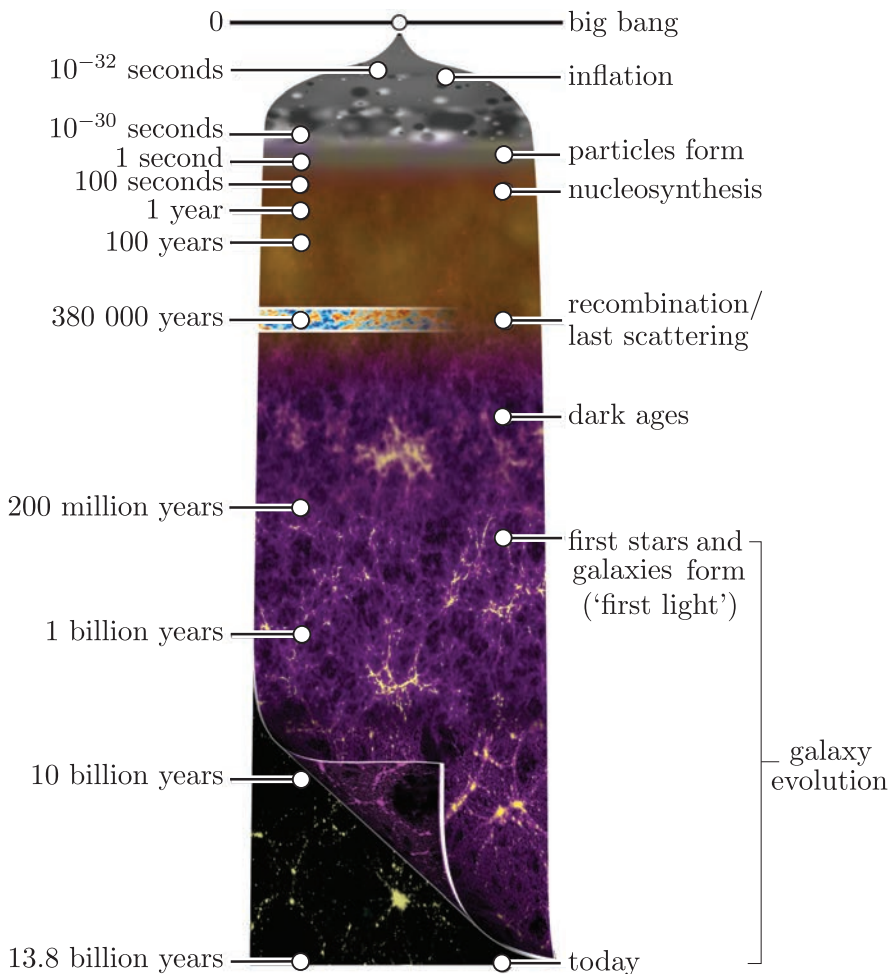 0
big bang
10⁻³² seconds
inflation
10⁻³⁰ seconds
particles form
1 second
100 seconds
nucleosynthesis
1 year
100 years
380 000 years
recombination/
last scattering
dark ages
200 million years
first stars and
galaxies form
(‘first light’)
1 billion years
10 billion years
galaxy
evolution
13.8 billion years
today